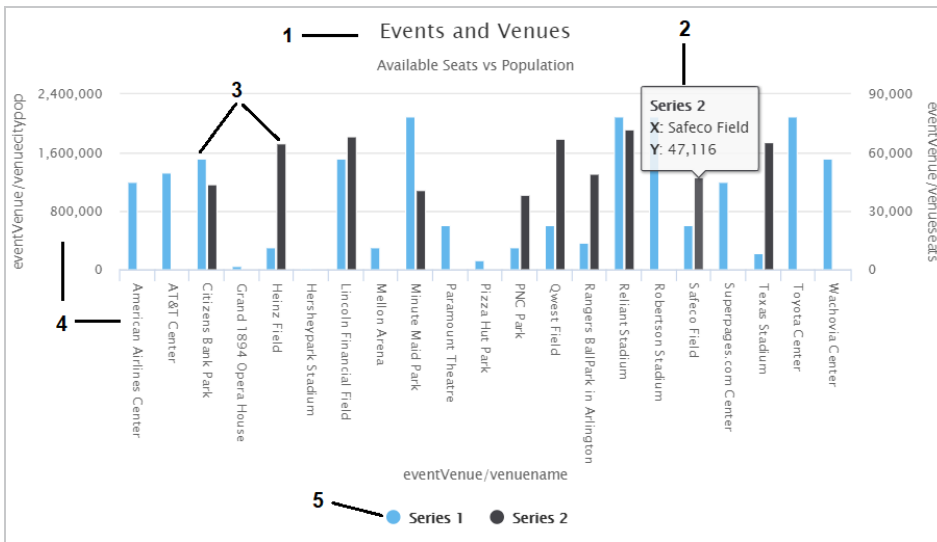 1
Events and Venues
2
Available Seats vs Population
3
2,400,000
1,600,000
800,000
0
eventVenue/venuecitypop
90,000
60,000
30,000
0
eventVenue/venueseats
Series 2
X: Safeco Field
Y: 47,116
4
American Airlines Center
AT&T Center
Citizens Bank Park
Grand 1894 Opera House
Heinz Field
Hersheypark Stadium
Lincoln Financial Field
Mellon Arena
Minute Maid Park
Paramount Theatre
Pizza Hut Park
PNC Park
Qwest Field
Rangers BallPark in Arlington
Reliant Stadium
Robertson Stadium
Safeco Field
Superpages.com Center
Texas Stadium
Toyota Center
Wachovia Center
eventVenue/venuename
5
Series 1
Series 2